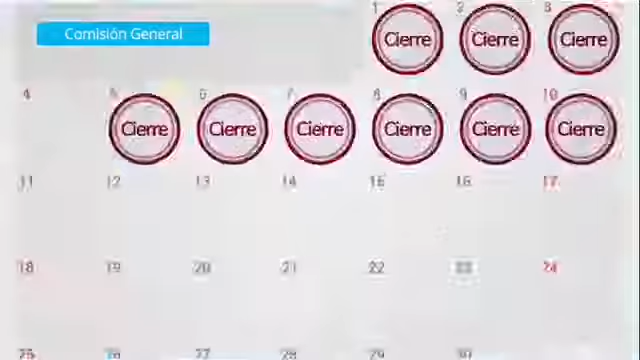 Comisión General
1 2 3
Cierre Cierre Cierre
4 5 6 7 8 9 10
Cierre Cierre Cierre Cierre Cierre Cierre
11 12 13 14 15 16 17
18 19 20 21 22 23 24
25 26 27 28 29 30